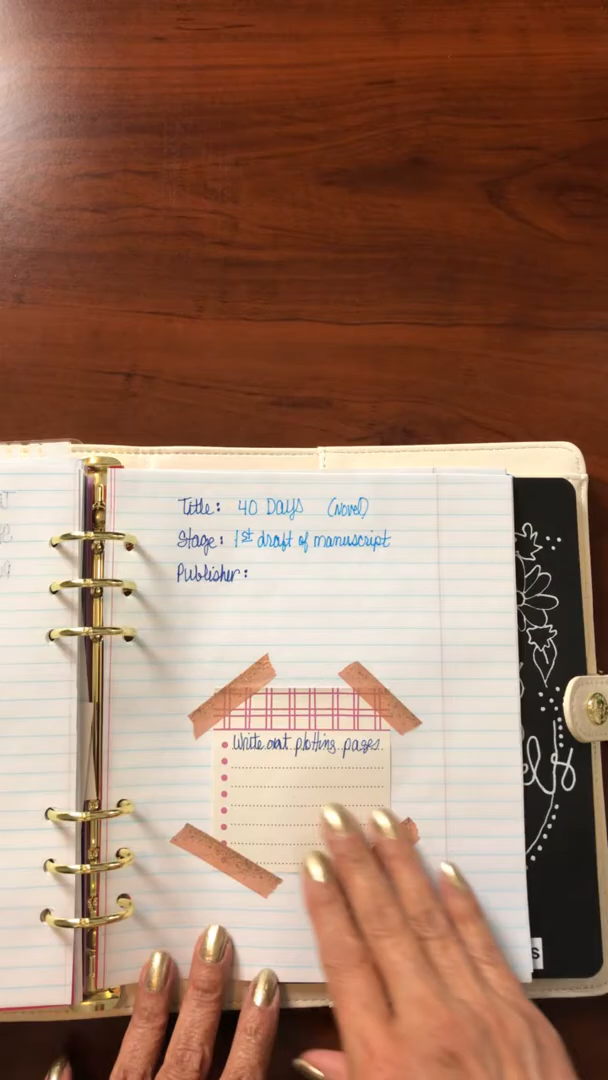 Title: 40 Days (Novel)
Stage: 1st draft of manuscript
Publisher:
Write out plotting pages.